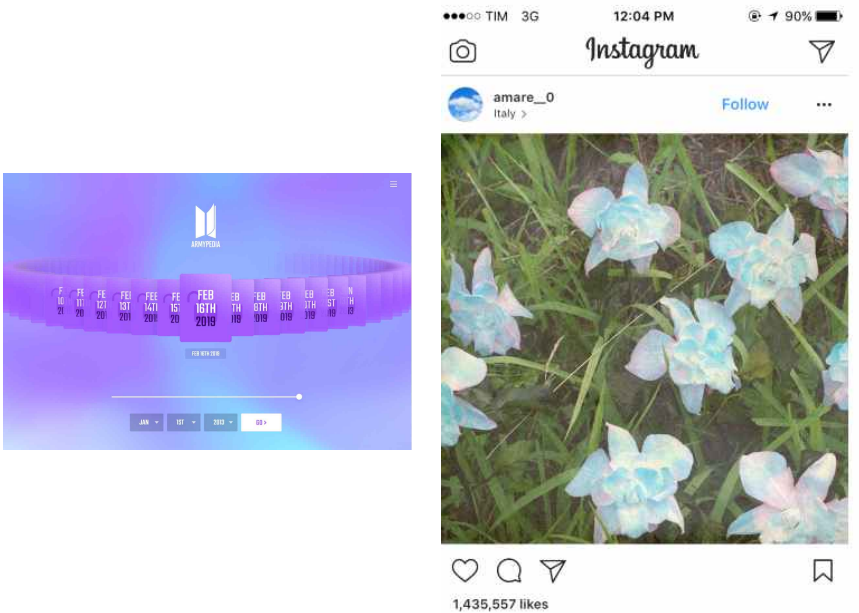 ARMYPEDIA
FEB
16TH
2019
FEB 16TH 2019
JAN
1ST
2013
GO >
●●●○○ TIM 3G 12:04 PM 90%
Instagram
amare__0
Follow
Italy >
1,435,557 likes